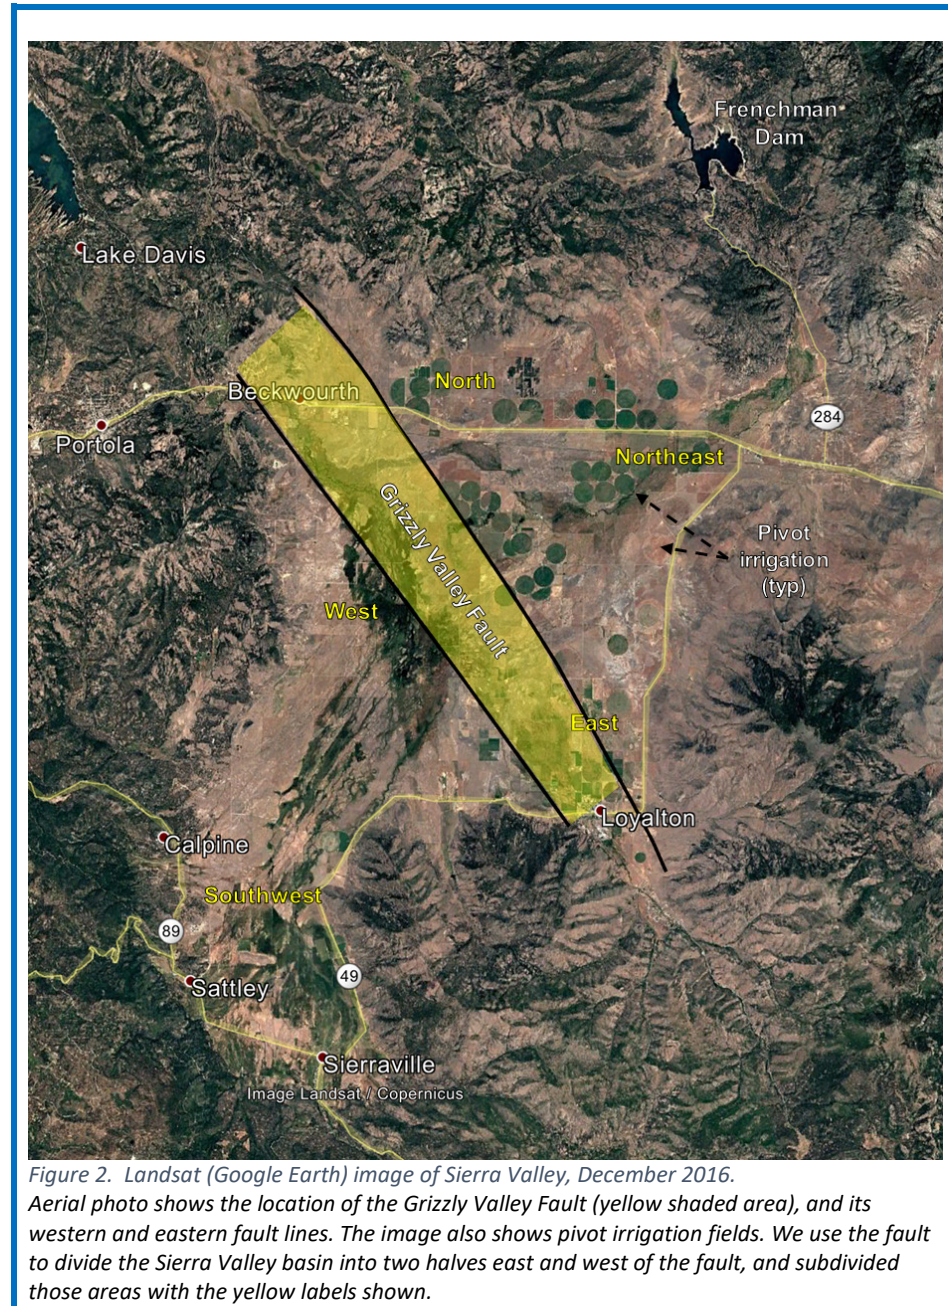 Frenchman
Dam
Lake Davis
North
Beckwourth
284
Portola
Northeast
Grizzly Valley Fault
Pivot
irrigation
(typ)
West
East
Loyalton
Calpine
Southwest
89
49
Sattley
Sierraville
Image Landsat / Copernicus
Figure 2. Landsat (Google Earth) image of Sierra Valley, December 2016.
Aerial photo shows the location of the Grizzly Valley Fault (yellow shaded area), and its
western and eastern fault lines. The image also shows pivot irrigation fields. We use the fault
to divide the Sierra Valley basin into two halves east and west of the fault, and subdivided
those areas with the yellow labels shown.